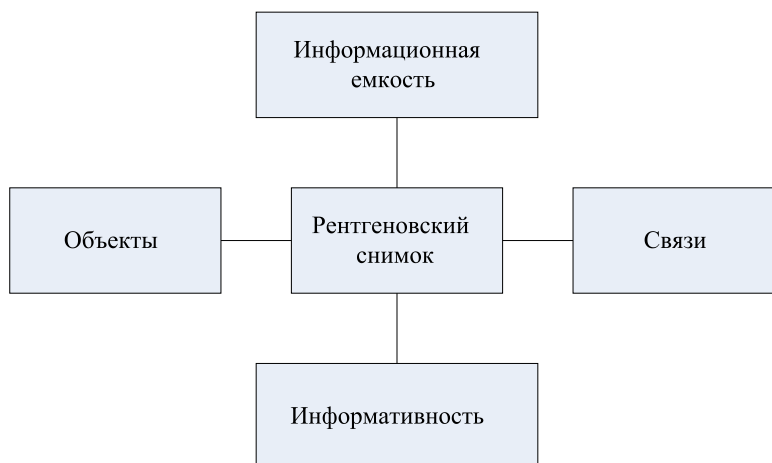 Информационная
емкость
Объекты
Рентгеновский
снимок
Связи
Информативность